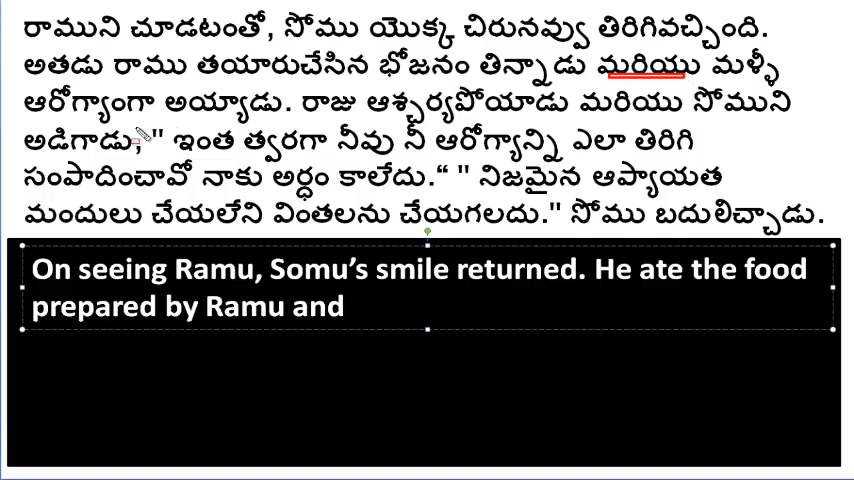 రాముని చూడటంతో, సోము యొక్క చిరునవ్వు తిరిగివచ్చింది.
అతడు రాము తయారుచేసిన భోజనం తిన్నాడు మరియు మళ్ళీ
ఆరోగ్యంగా అయ్యాడు. రాజు ఆశ్చర్యపోయాడు మరియు సోముని
అడిగాడు," ఇంత త్వరగా నీవు నీ ఆరోగ్యాన్ని ఎలా తిరిగి
సంపాదించావో నాకు అర్ధం కాలేదు.“ " నిజమైన ఆప్యాయత
మందులు చేయలేని వింతలను చేయగలదు." సోము బదులిచ్చాడు.
On seeing Ramu, Somu’s smile returned. He ate the food
prepared by Ramu and